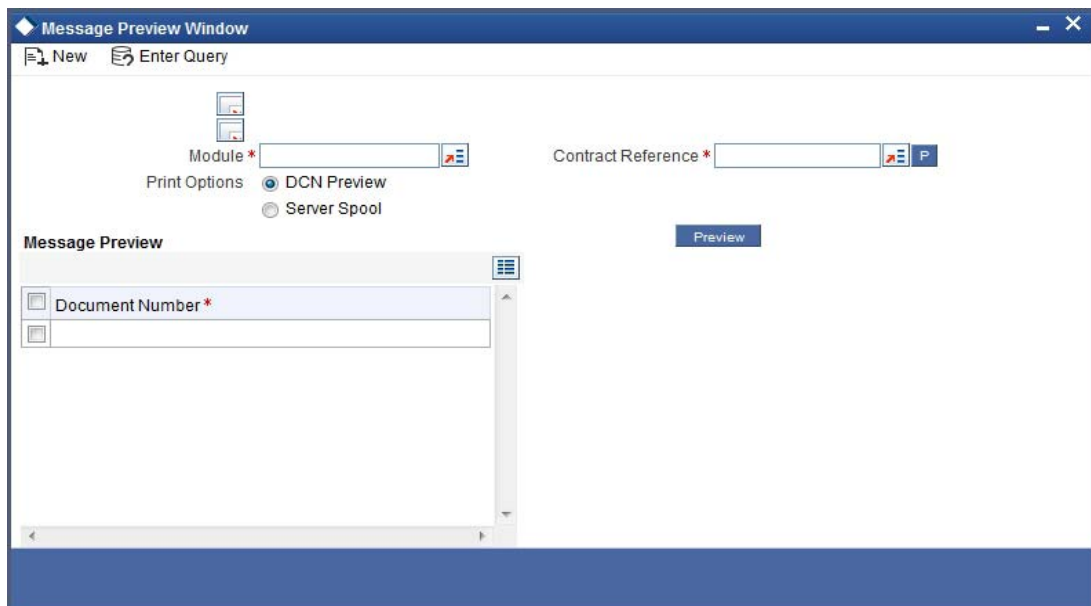 Message Preview Window
New Enter Query
Module * Contract Reference * P
Print Options DCN Preview
Server Spool
Preview
Message Preview
Document Number *